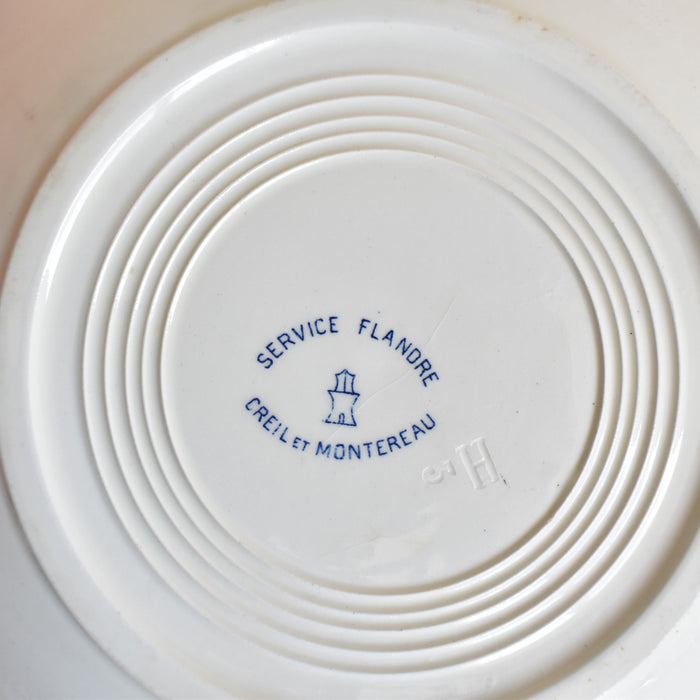 SERVICE FLANDRE
CREIL ET MONTEREAU
H